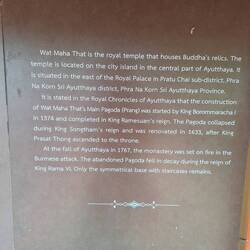 Wat Maha That is the royal temple that houses Buddha's relics. The
temple is located on the city island in the central part of Ayutthaya. It
is situated in the east of the Royal Palace in Pratu Chai sub-district, Phra
Na Korn Sri Ayutthaya district, Phra Na Korn Sri Ayutthaya Province.
It is stated in the Royal Chronicles of Ayutthaya that the construction
of Wat Maha That's Main Pagoda (Prang) was started by King Borommaracha I
in 1374 and completed in King Ramesuan's reign. The Pagoda collapsed
during King Songtham's reign and was renovated in 1633, after King
Prasat Thong ascended to the throne.
At the fall of Ayutthaya in 1767, the monastery was set on fire in the
Burmese attack. The abandoned Pagoda fell in decay during the reign of
King Rama VI. Only the symmetrical base with staircases remains.